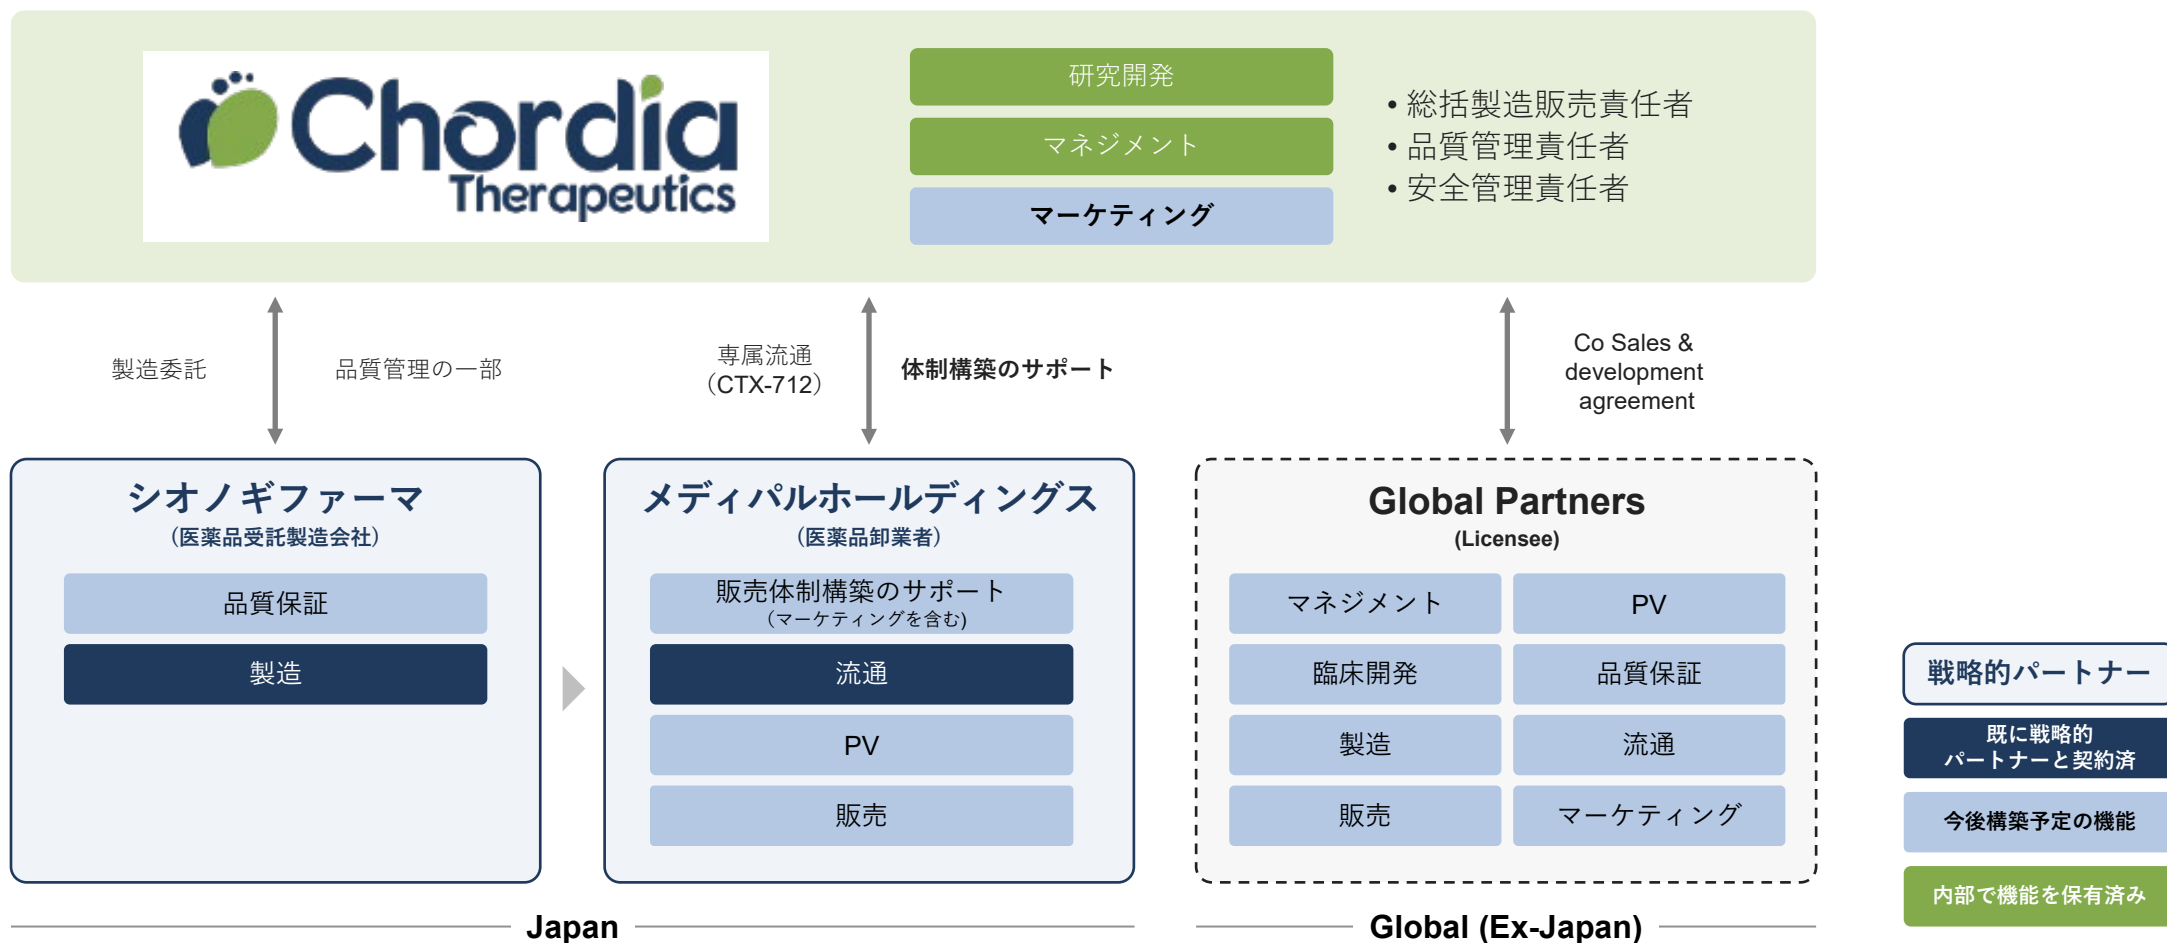 Chordia
Therapeutics
研究開発
マネジメント
マーケティング
• 総括製造販売責任者
• 品質管理責任者
• 安全管理責任者
製造委託
品質管理の一部
専属流通
（CTX-712）
体制構築のサポート
Co Sales &
development
agreement
シオノギファーマ
（医薬品受託製造会社）
品質保証
製造
メディパルホールディングス
（医薬品卸業者）
販売体制構築のサポート
（マーケティングを含む）
流通
PV
販売
Global Partners
(Licensee)
マネジメント
PV
臨床開発
品質保証
製造
流通
販売
マーケティング
戦略的パートナー
既に戦略的
パートナーと契約済
今後構築予定の機能
内部で機能を保有済み
Japan
Global (Ex-Japan)